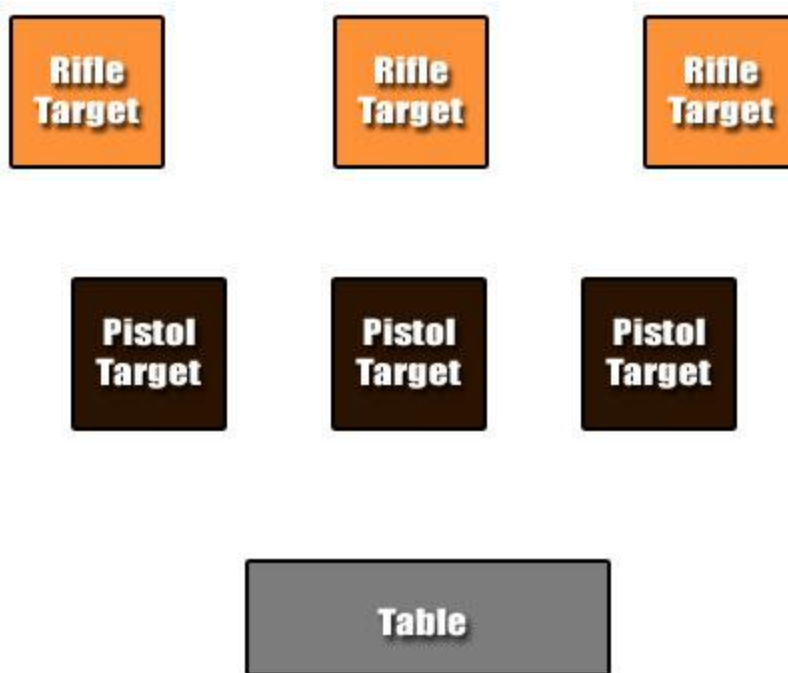 Rifle
Target
Rifle
Target
Rifle
Target
Pistol
Target
Pistol
Target
Pistol
Target
Table